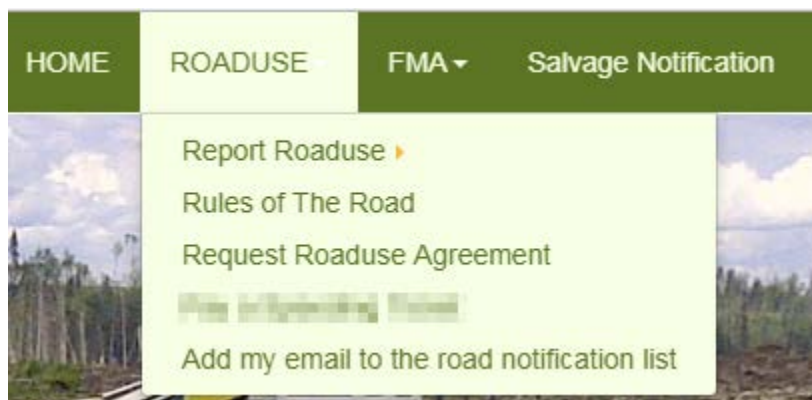 HOME ROADUSE FMA Salvage Notification
Report Roaduse
Rules of The Road
Request Roaduse Agreement
Add my email to the road notification list